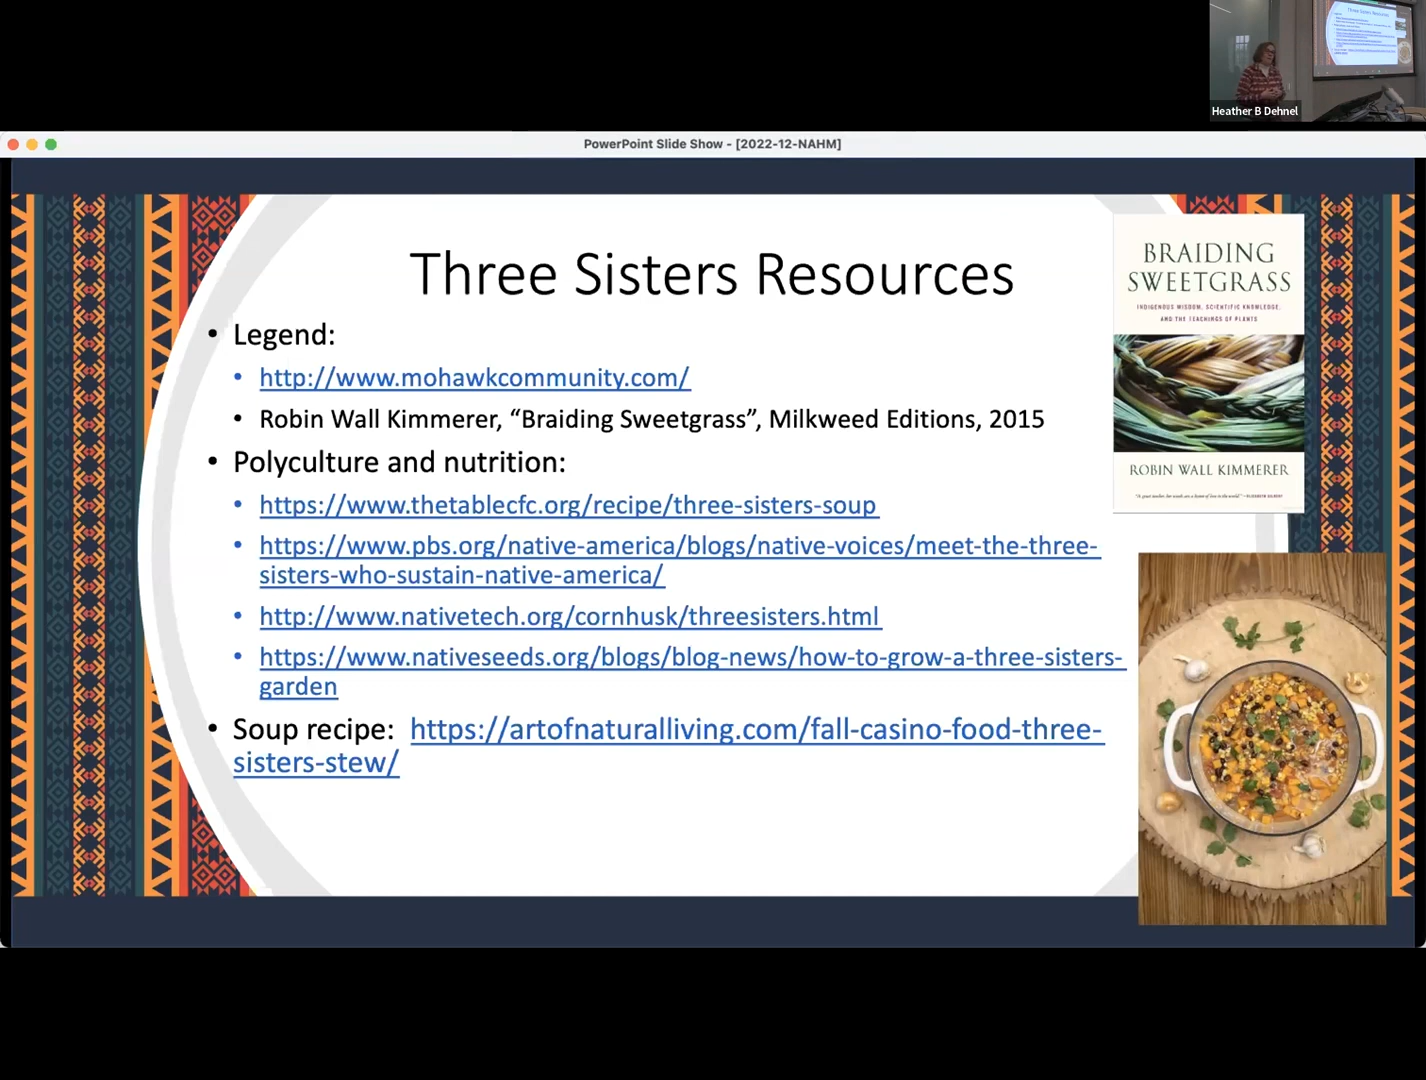 Three Sisters Resources
Heather B Dehnel
PowerPoint Slide Show - [2022-12-NAHM]
Three Sisters Resources
• Legend:
• http://www.mohawkcommunity.com/
• Robin Wall Kimmerer, “Braiding Sweetgrass”, Milkweed Editions, 2015
• Polyculture and nutrition:
• https://www.thetablecfc.org/recipe/three-sisters-soup
• https://www.pbs.org/native-america/blogs/native-voices/meet-the-three-
sisters-who-sustain-native-america/
• http://www.nativetech.org/cornhusk/threesisters.html
• https://www.nativeseeds.org/blogs/blog-news/how-to-grow-a-three-sisters-
garden
• Soup recipe: https://artofnaturalliving.com/fall-casino-food-three-
sisters-stew/
BRAIDING
SWEETGRASS
INDIGENOUS WISDOM, SCIENTIFIC KNOWLEDGE,
AND THE TEACHINGS OF PLANTS
ROBIN WALL KIMMERER